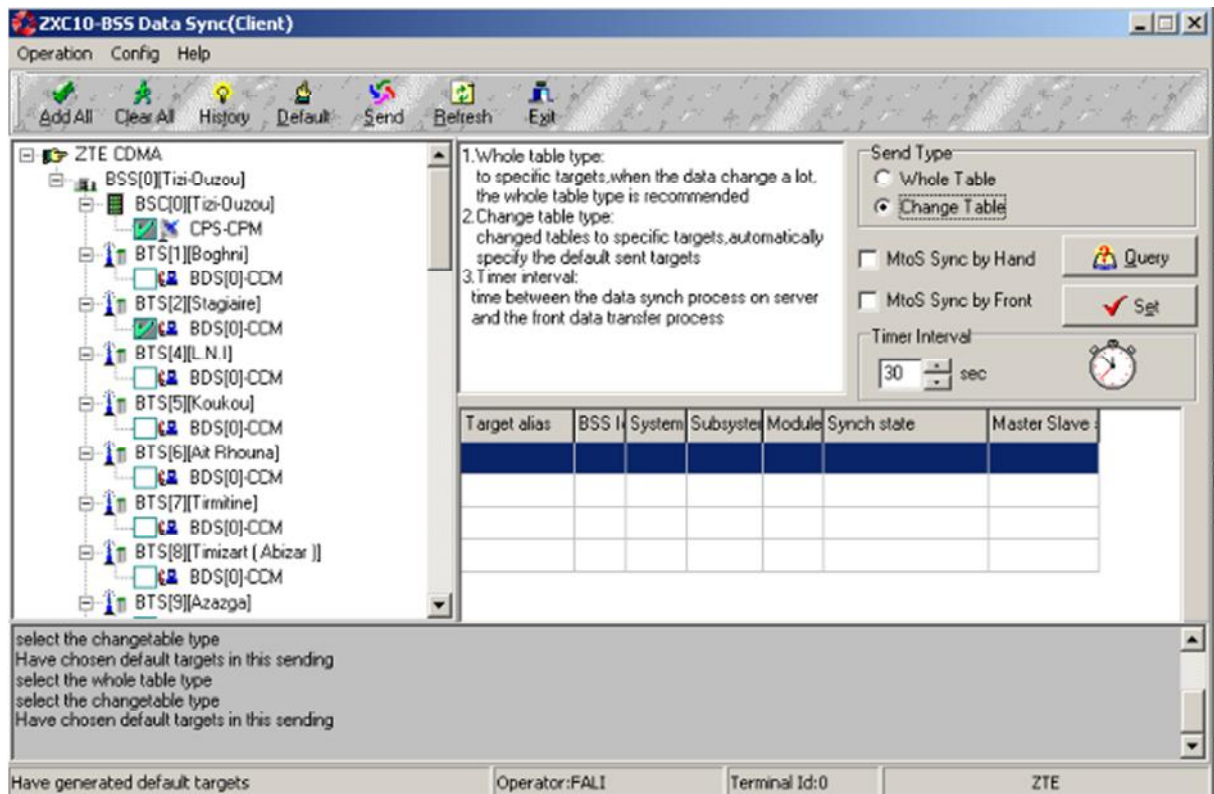 ZXC10-BSS Data Sync(Client)
Operation Config Help
Add All Clear All History Default Send Refresh Exit
ZTE CDMA
BSS[0][Tizi-Ouzou]
BSC[0][Tizi-Ouzou]
CPS-CPM
BTS[1][Boghni]
BDS[0]-CCM
BTS[2][Stagiaire]
BDS[0]-CCM
BTS[4][L.N.I]
BDS[0]-CCM
BTS[5][Koukou]
BDS[0]-CCM
BTS[6][Ait Rhouna]
BDS[0]-CCM
BTS[7][Tirmitine]
BDS[0]-CCM
BTS[8][Timizart ( Abizar )]
BDS[0]-CCM
BTS[9][Azazga]
1.Whole table type:
to specific targets,when the data change a lot,
the whole table type is recommended
2.Change table type:
changed tables to specific targets,automatically
specify the default sent targets
3.Timer interval:
time between the data synch process on server
and the front data transfer process
Send Type
Whole Table
Change Table
MtoS Sync by Hand
Query
MtoS Sync by Front
Set
Timer Interval
30 sec
Target alias BSS System Subsyster Module Synch state Master Slave
select the changetable type
Have chosen default targets in this sending
select the whole table type
select the changetable type
Have chosen default targets in this sending
Have generated default targets Operator:FALI Terminal Id:0 ZTE